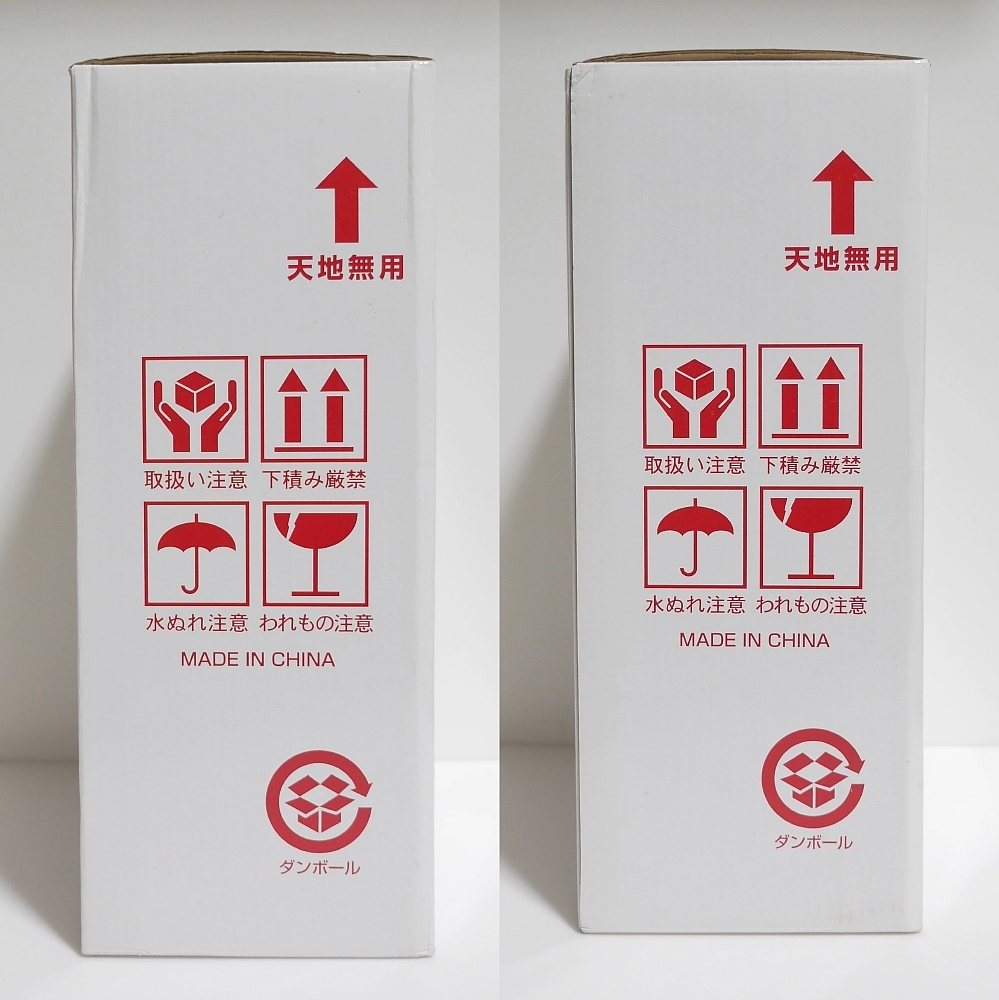 天地無用
取扱い注意 下積み厳禁
水ぬれ注意 われもの注意
MADE IN CHINA
ダンボール
天地無用
取扱い注意 下積み厳禁
水ぬれ注意 われもの注意
MADE IN CHINA
ダンボール